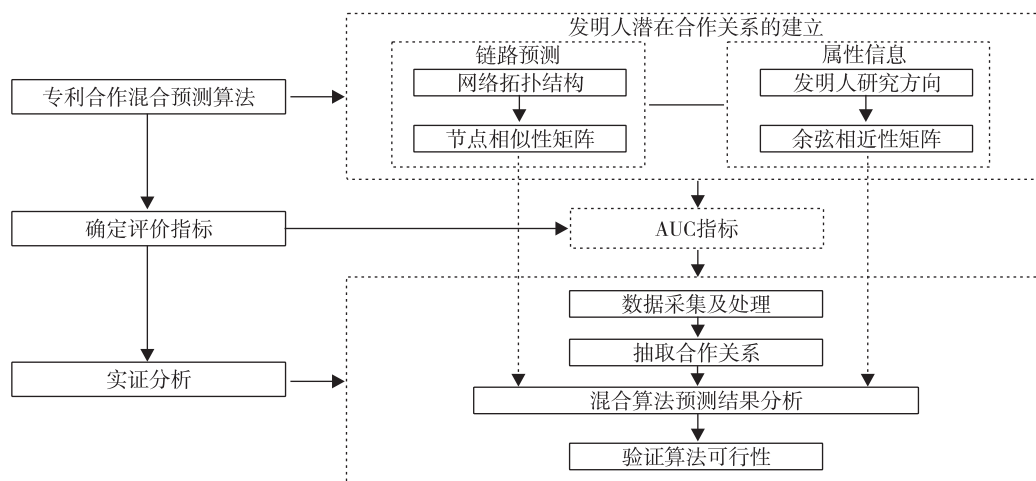 发明人潜在合作关系的建立
链路预测
属性信息
专利合作混合预测算法
网络拓扑结构
发明人研究方向
节点相似性矩阵
余弦相近性矩阵
确定评价指标
AUC指标
数据采集及处理
抽取合作关系
实证分析
混合算法预测结果分析
验证算法可行性